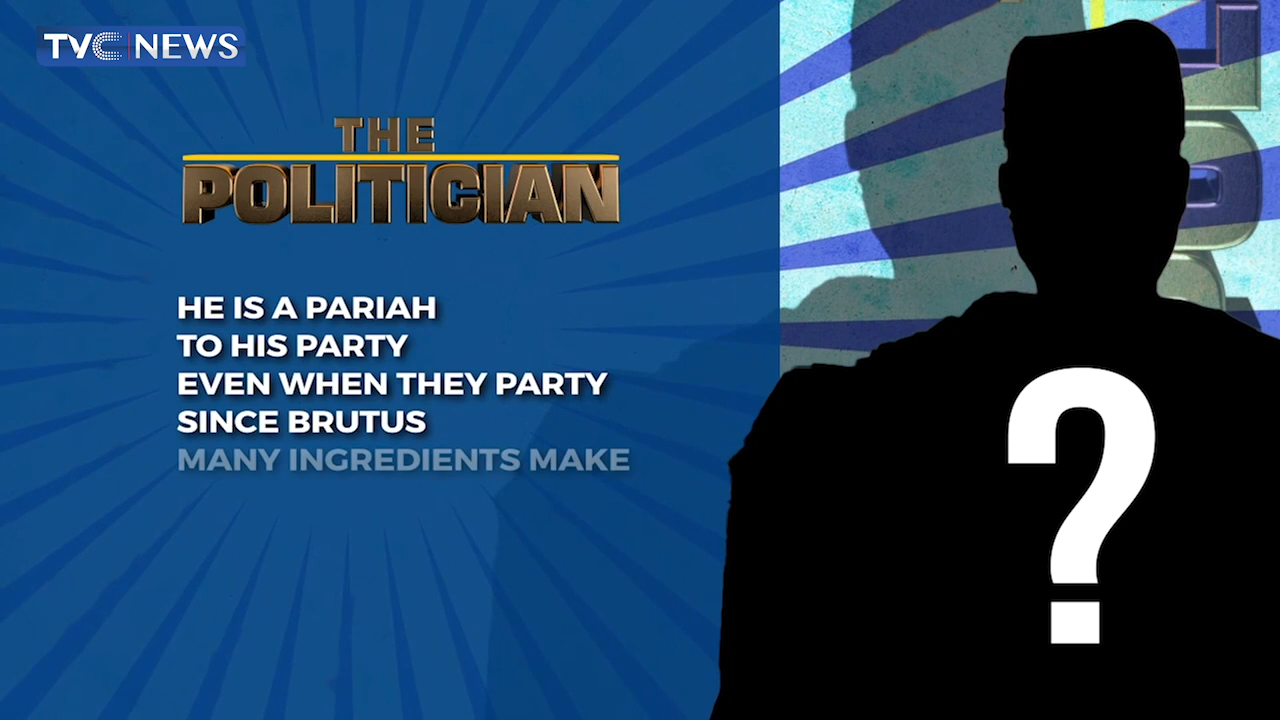 TVC NEWS
THE
POLITICIAN
HE IS A PARIAH
TO HIS PARTY
EVEN WHEN THEY PARTY
SINCE BRUTUS
MANY INGREDIENTS MAKE
?